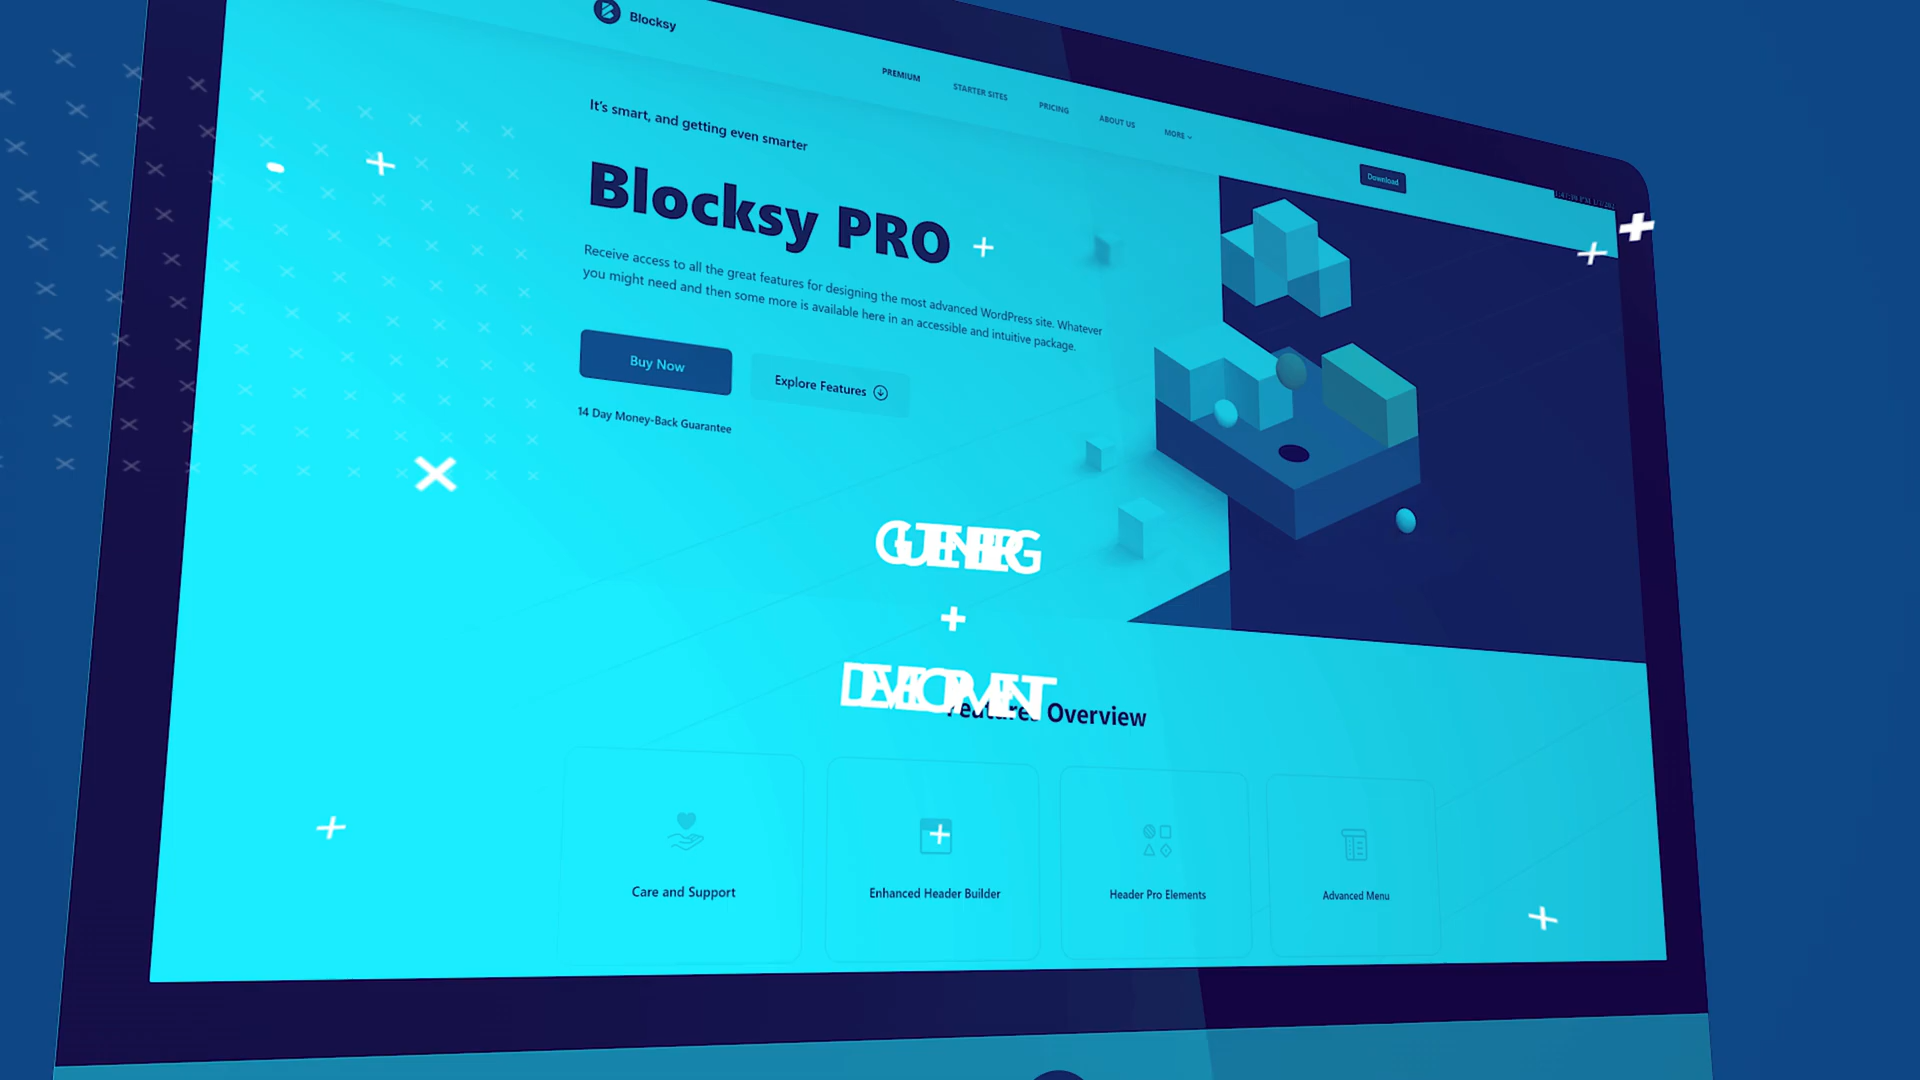 Blocksy
PREMIUM
STARTER SITES
PRICING
ABOUT US
MORE
Download
It's smart, and getting even smarter
Blocksy PRO
Receive access to all the great features for designing the most advanced WordPress site. Whatever
you might need and then some more is available here in an accessible and intuitive package.
Buy Now
Explore Features
14 Day Money-Back Guarantee
GUTENBERG
+
DEVELOPMENT
Features Overview
Care and Support
Enhanced Header Builder
Header Pro Elements
Advanced Menu